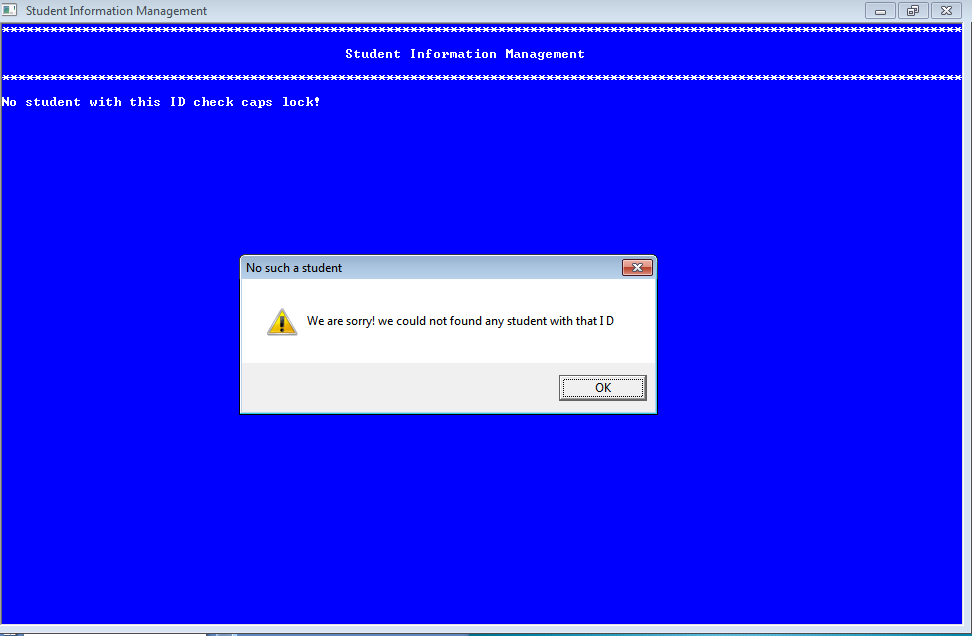 Student Information Management
************************************************************************************************************************
Student Information Management
************************************************************************************************************************
No student with this ID check caps lock!
No such a student
We are sorry! we could not found any student with that I D
OK